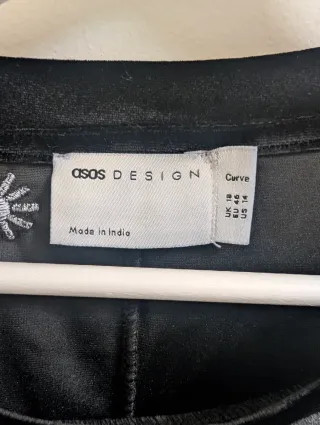 asos DESIGN
Made in India
Curve
UK 18
EU 46
US 14